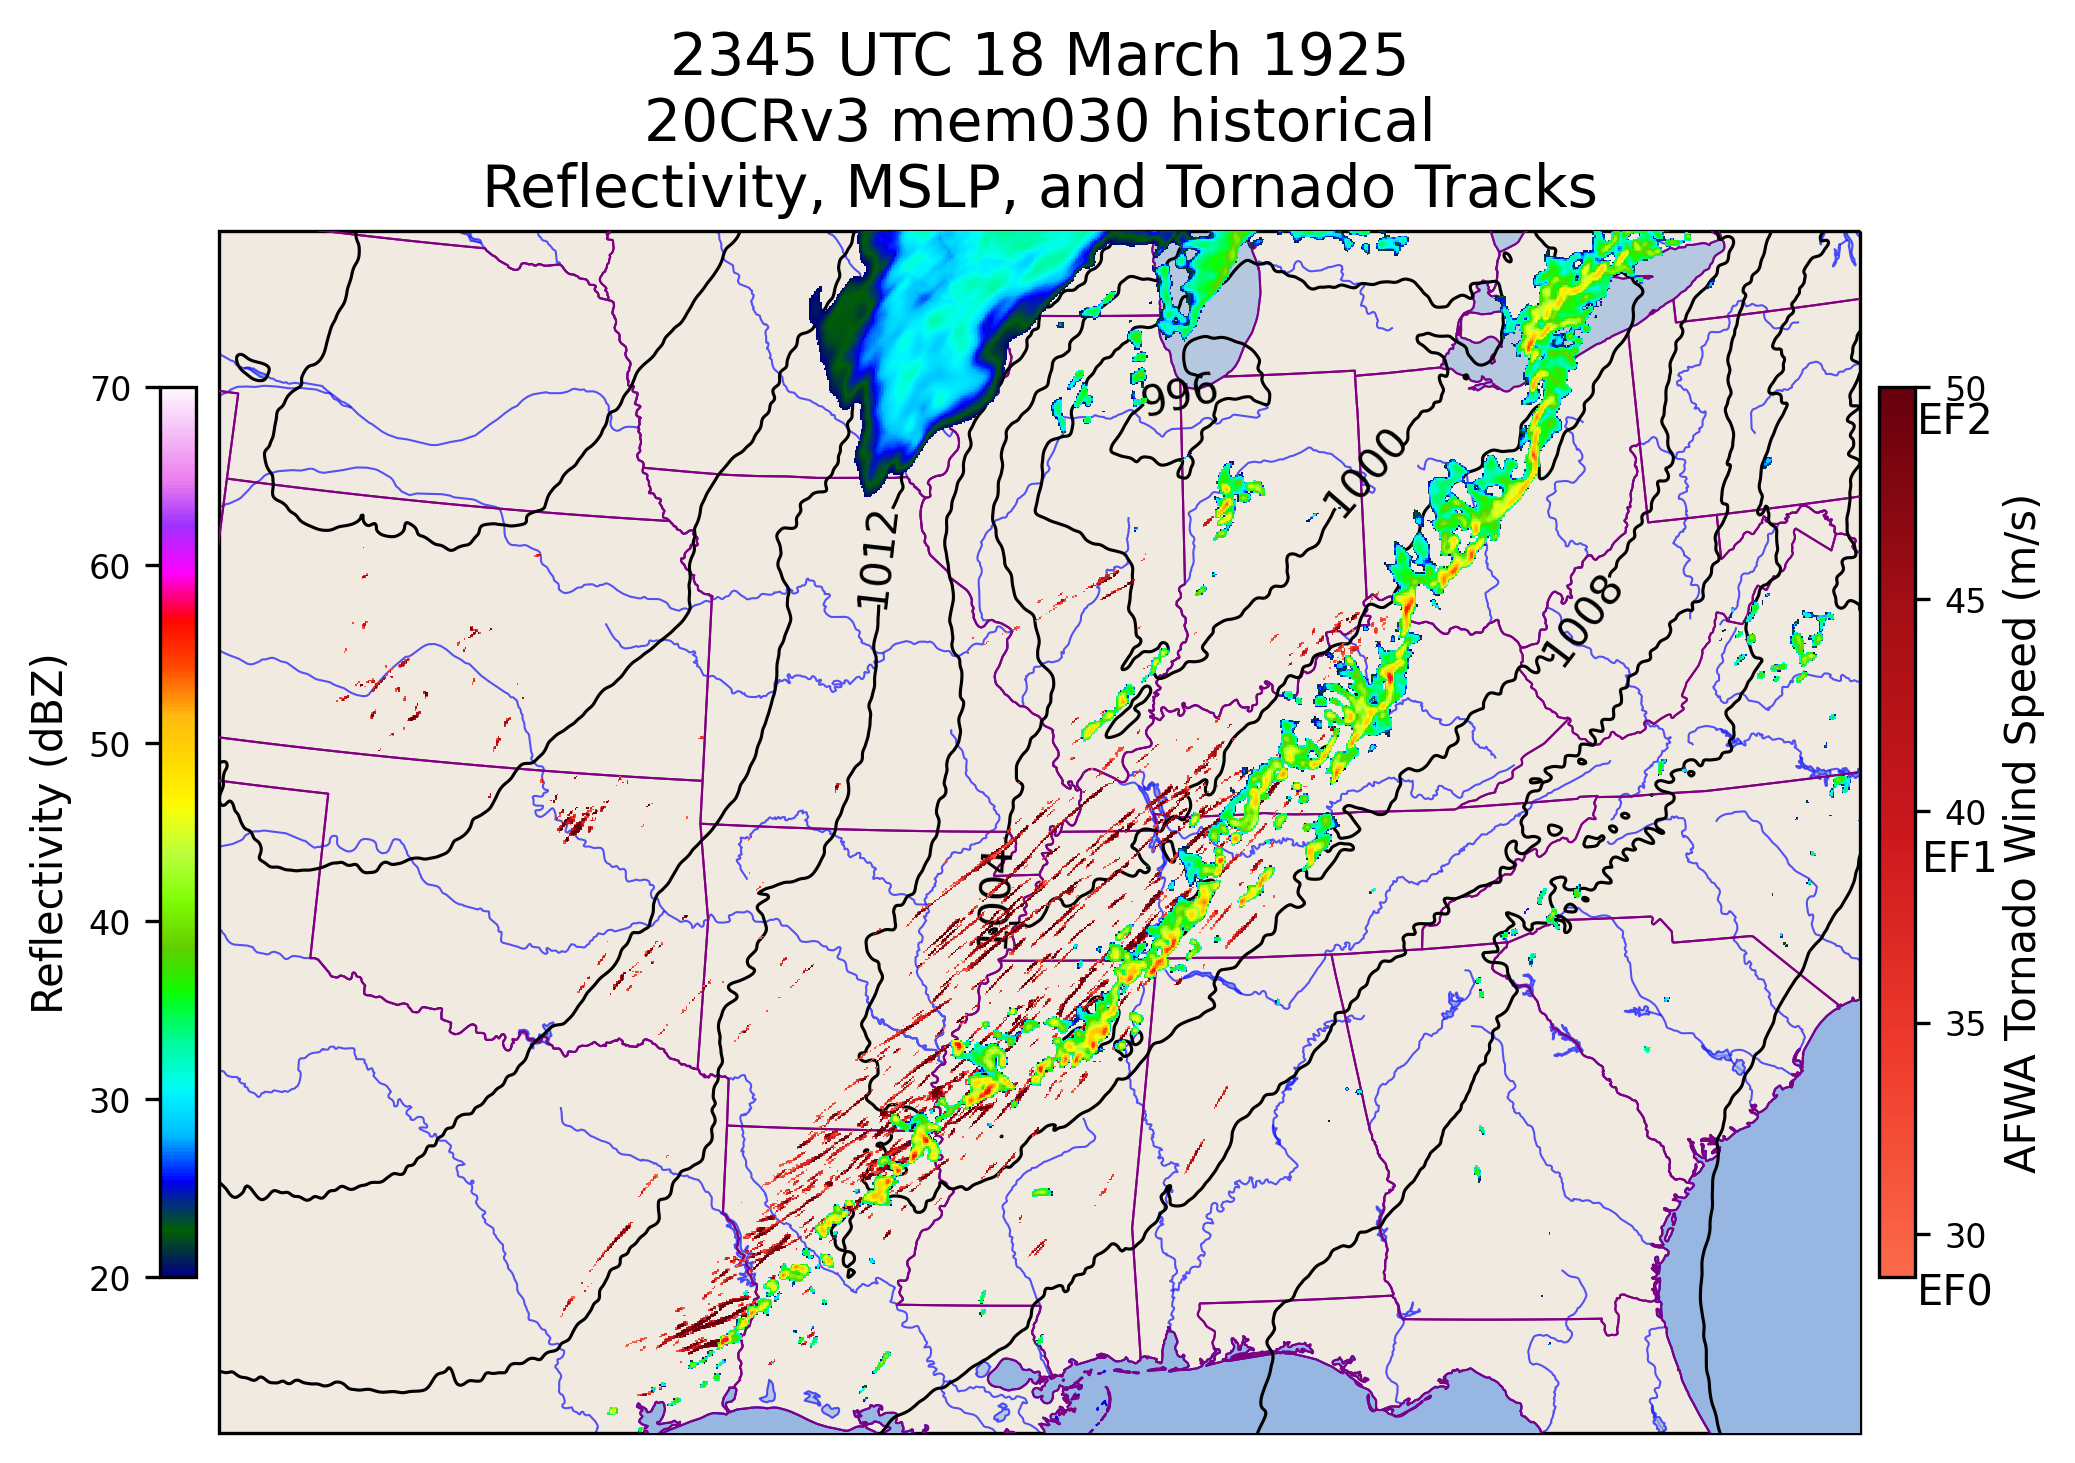 2345 UTC 18 March 1925
20CRv3 mem030 historical
Reflectivity, MSLP, and Tornado Tracks
Reflectivity (dBZ)
70
60
50
40
30
20
996
1000
1012
1008
1004
50
EF2
45
40
EF1
35
30
EF0
AFWA Tornado Wind Speed (m/s)